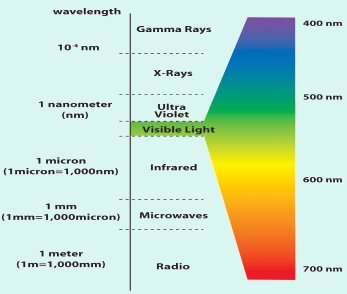 wavelength
10⁻⁴ nm
1 nanometer
(nm)
1 micron
(1micron=1,000nm)
1 mm
(1mm=1,000micron)
1 meter
(1m=1,000mm)
Gamma Rays
X-Rays
Ultra
Violet
Visible Light
Infrared
Microwaves
Radio
400 nm
500 nm
600 nm
700 nm